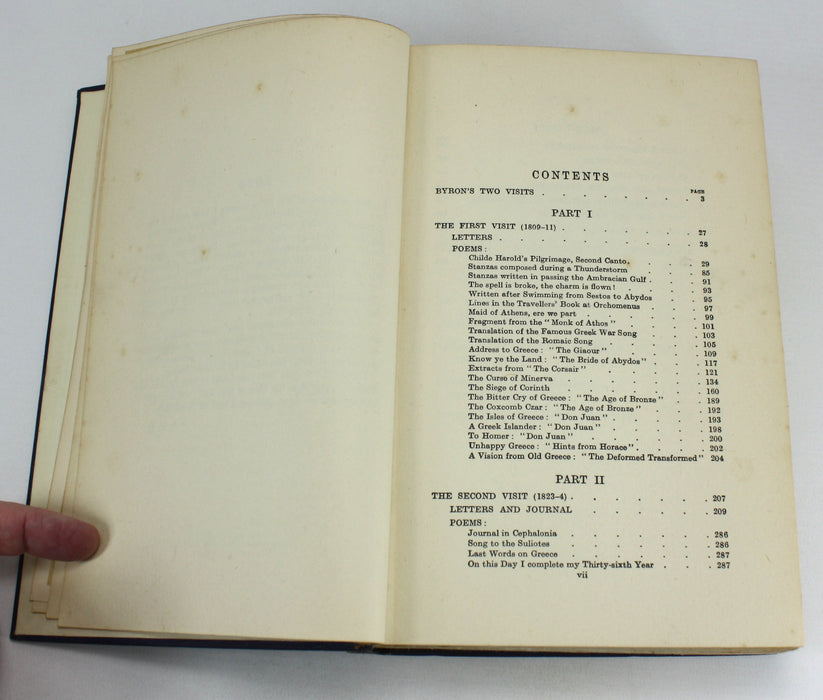 CONTENTS
PAGE
BYRON'S TWO VISITS . . . . . . . 3
PART I
THE FIRST VISIT (1809-11) . . . . . . . 27
LETTERS . . . . . . . . . . 28
POEMS :
Childe Harold's Pilgrimage, Second Canto . . . . 29
Stanzas composed during a Thunderstorm . . . 85
Stanzas written in passing the Ambracian Gulf . . . 91
The spell is broke, the charm is flown ! . . . . 93
Written after Swimming from Sestos to Abydos . . . 95
Lines in the Travellers' Book at Orchomenus . . . 97
Maid of Athens, ere we part . . . . . . 99
Fragment from the " Monk of Athos " . . . . . 101
Translation of the Famous Greek War Song . . . . 103
Translation of the Romaic Song . . . . . 105
Address to Greece : " The Giaour " . . . . . 109
Know ye the Land : " The Bride of Abydos " . . . . 117
Extracts from " The Corsair " . . . . . 121
The Curse of Minerva . . . . . . . 134
The Siege of Corinth . . . . . . . 160
The Bitter Cry of Greece : " The Age of Bronze " . . . 189
The Coxcomb Czar : " The Age of Bronze " . . . . 192
The Isles of Greece : " Don Juan " . . . . . 193
A Greek Islander : " Don Juan " . . . . . 198
To Homer : " Don Juan " . . . . . . 200
Unhappy Greece : " Hints from Horace " . . . . 202
A Vision from Old Greece : " The Deformed Transformed " 204
PART II
THE SECOND VISIT (1823-4) . . . . . . . 207
LETTERS AND JOURNAL . . . . . . 209
POEMS :
Journal in Cephalonia . . . . . . . 286
Song to the Suliotes . . . . . . . 286
Last Words on Greece . . . . . . . 287
On this Day I complete my Thirty-sixth Year . . . 287
vii